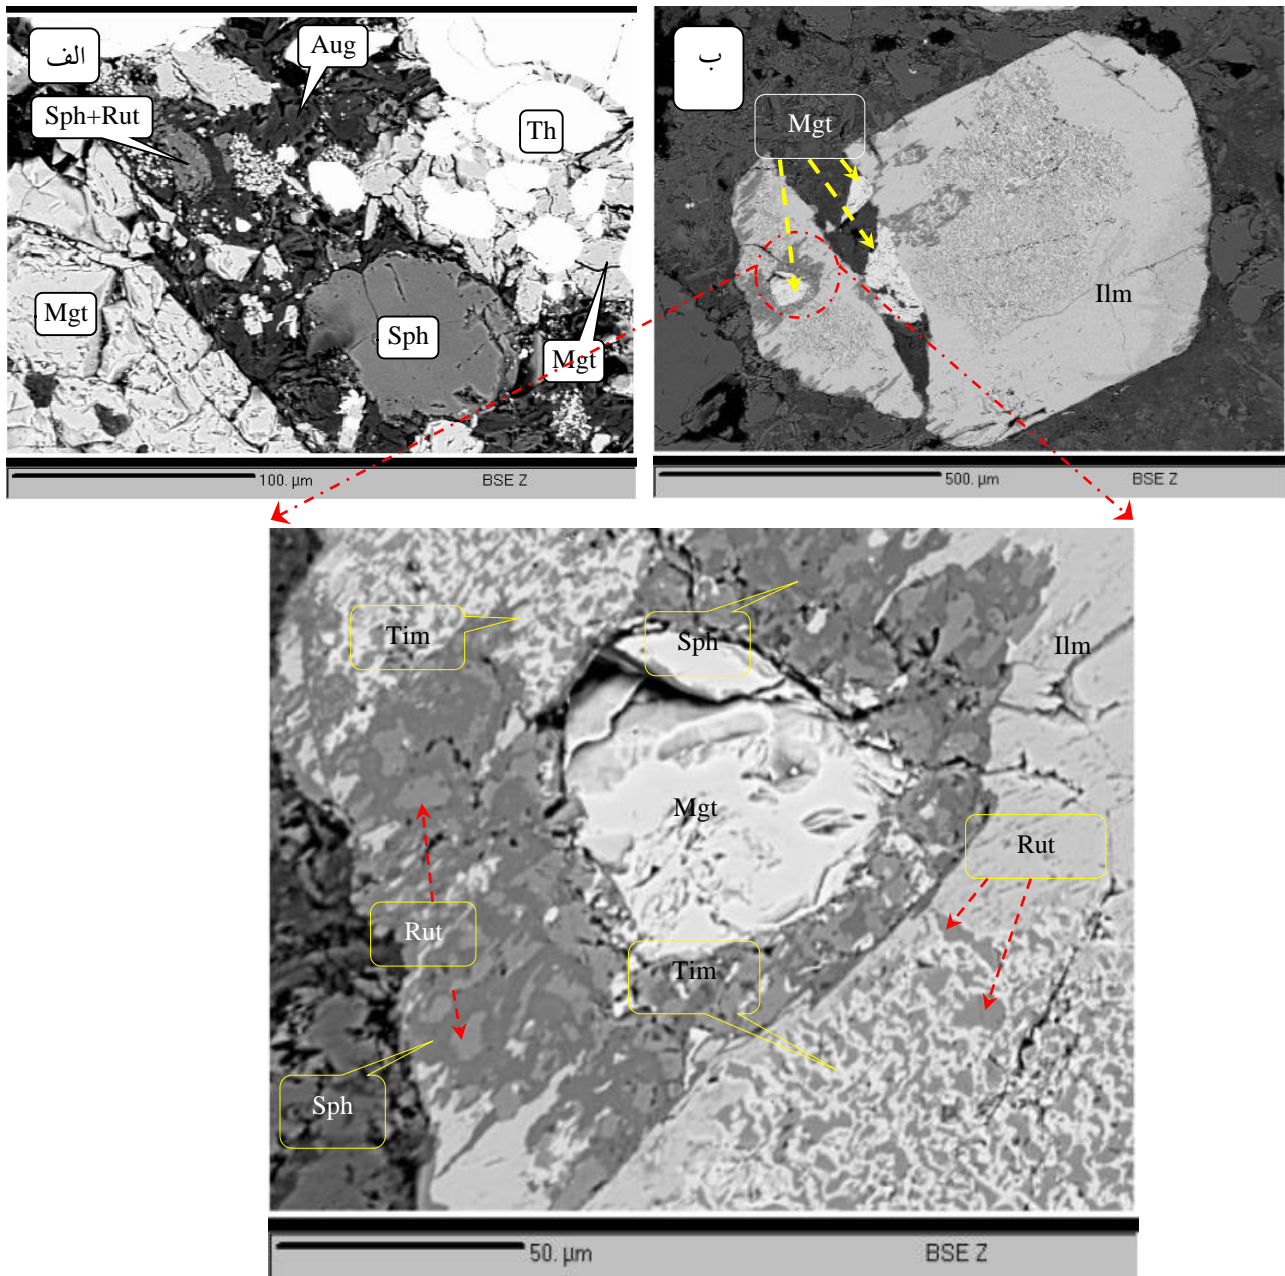 الف
Aug
Sph+Rut
Th
Mgt
Sph
Mgt
100. µm BSE Z
ب
Mgt
Ilm
500. µm BSE Z
Tim
Sph
Ilm
Mgt
Rut
Rut
Tim
Sph
50. µm BSE Z